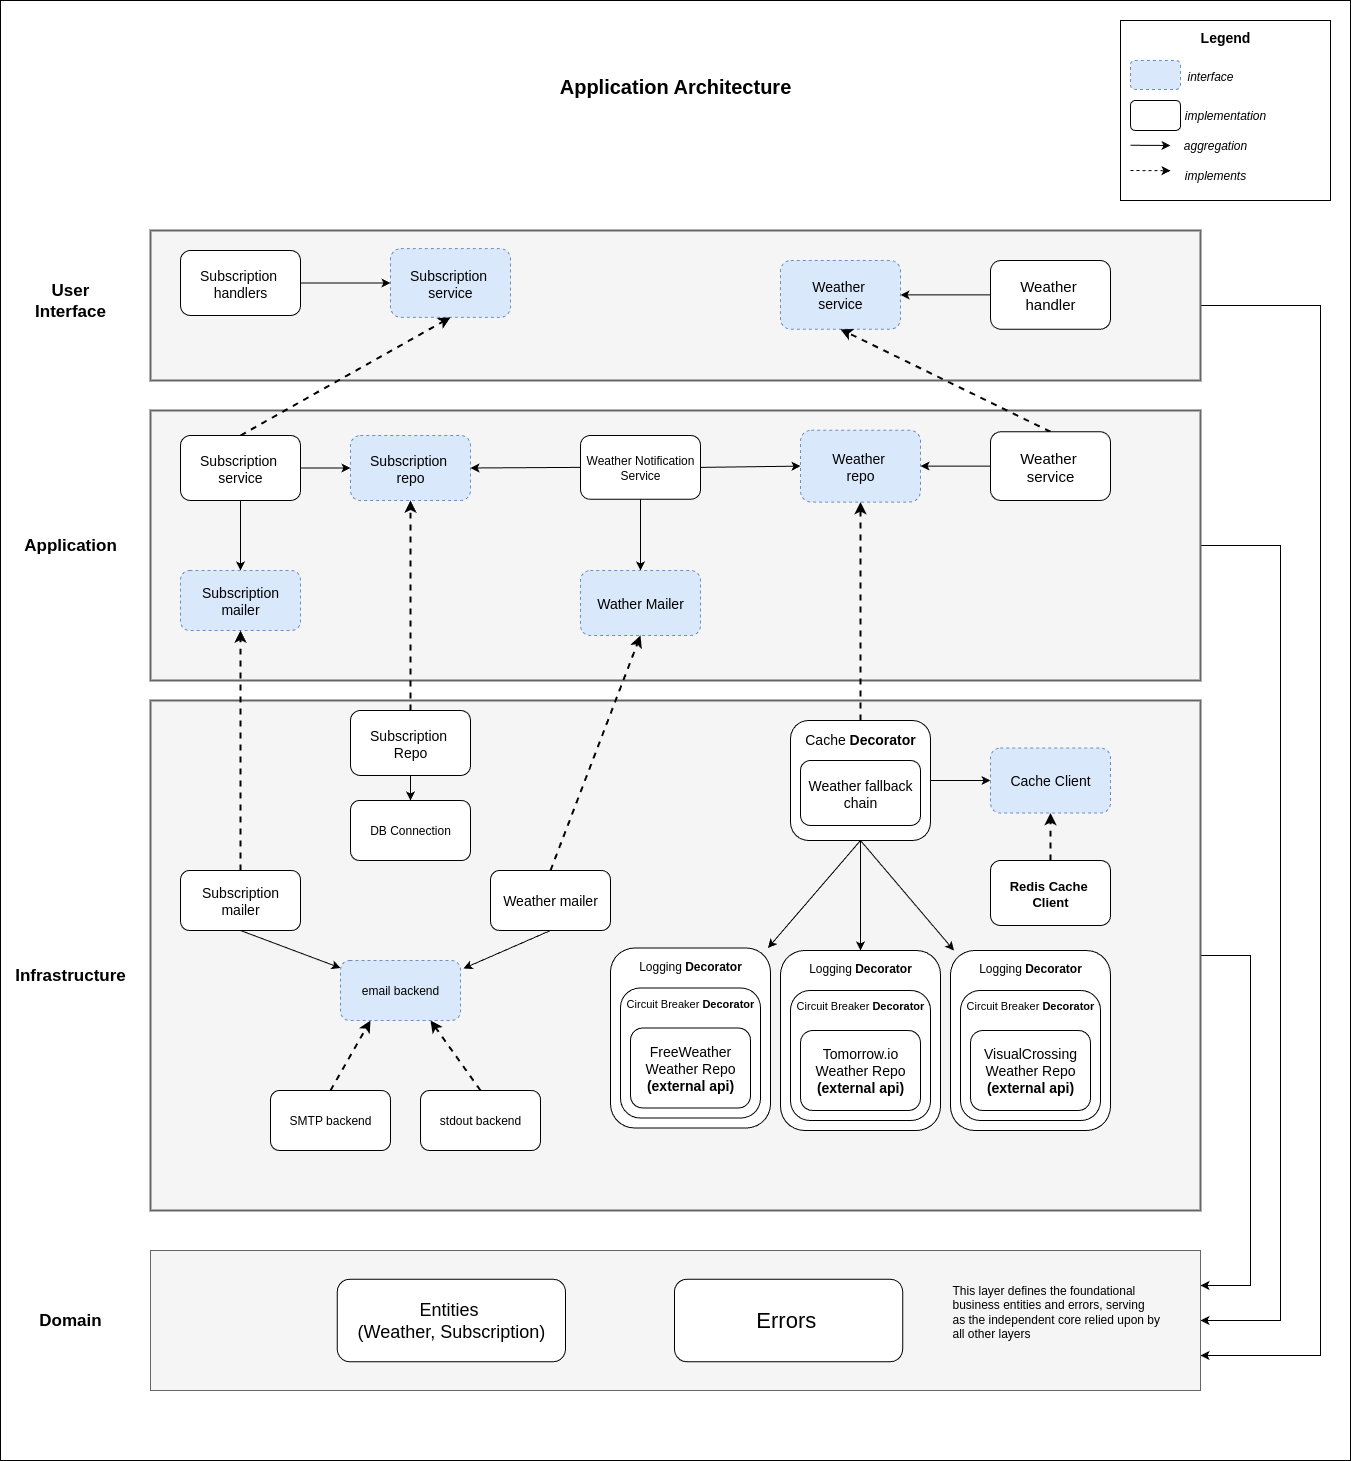 Legend
interface
implementation
aggregation
implements
Application Architecture
User
Interface
Subscription
handlers
Subscription
service
Weather
service
Weather
handler
Application
Subscription
service
Subscription
repo
Weather Notification
Service
Weather
repo
Weather
service
Subscription
mailer
Wather Mailer
Infrastructure
Subscription
Repo
DB Connection
Cache Decorator
Weather fallback
chain
Cache Client
Redis Cache
Client
Subscription
mailer
Weather mailer
email backend
SMTP backend
stdout backend
Logging Decorator
Circuit Breaker Decorator
FreeWeather
Weather Repo
(external api)
Logging Decorator
Circuit Breaker Decorator
Tomorrow.io
Weather Repo
(external api)
Logging Decorator
Circuit Breaker Decorator
VisualCrossing
Weather Repo
(external api)
Domain
Entities
(Weather, Subscription)
Errors
This layer defines the foundational
business entities and errors, serving
as the independent core relied upon by
all other layers